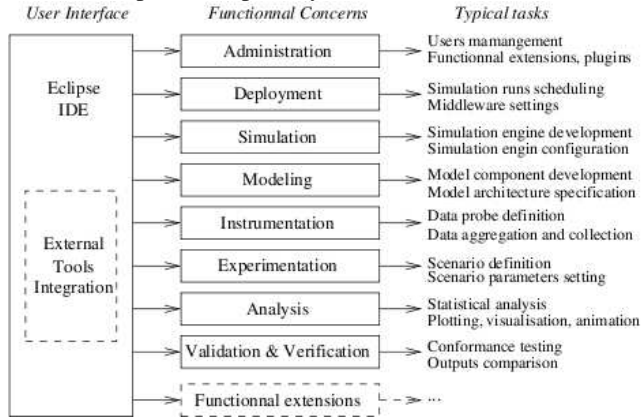 User Interface Functionnal Concerns Typical tasks
Eclipse
IDE
External
Tools
Integration
Administration
Users mamangement
Functionnal extensions, plugins
Deployment
Simulation runs scheduling
Middleware settings
Simulation
Simulation engine development
Simulation engin configuration
Modeling
Model component development
Model architecture specification
Instrumentation
Data probe definition
Data aggregation and collection
Experimentation
Scenario definition
Scenario parameters setting
Analysis
Statistical analysis
Plotting, visualisation, animation
Validation & Verification
Conformance testing
Outputs comparison
Functionnal extensions
...